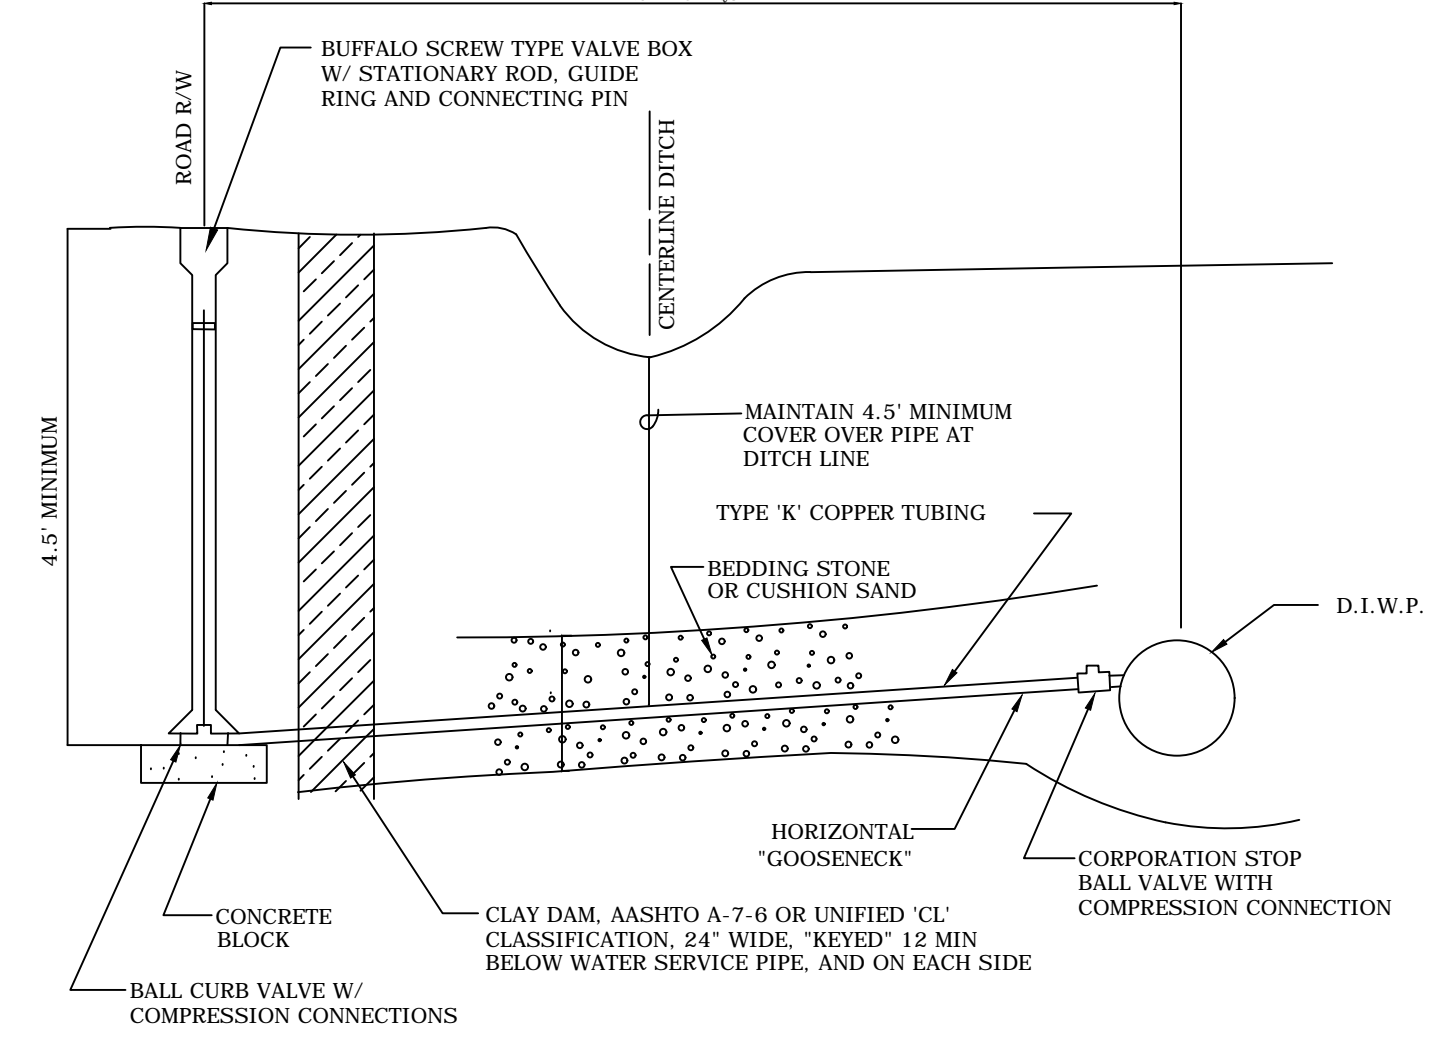 BUFFALO SCREW TYPE VALVE BOX
W/ STATIONARY ROD, GUIDE
RING AND CONNECTING PIN
ROAD R/W
CENTERLINE DITCH
4.5' MINIMUM
MAINTAIN 4.5' MINIMUM
COVER OVER PIPE AT
DITCH LINE
TYPE 'K' COPPER TUBING
BEDDING STONE
OR CUSHION SAND
D.I.W.P.
HORIZONTAL
"GOOSENECK"
CORPORATION STOP
BALL VALVE WITH
COMPRESSION CONNECTION
CONCRETE
BLOCK
CLAY DAM, AASHTO A-7-6 OR UNIFIED 'CL'
CLASSIFICATION, 24" WIDE, "KEYED" 12 MIN
BELOW WATER SERVICE PIPE, AND ON EACH SIDE
BALL CURB VALVE W/
COMPRESSION CONNECTIONS